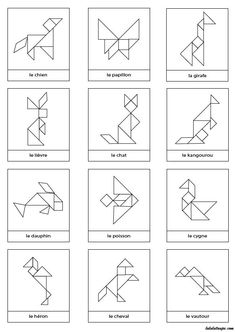 le chien
le papillon
le girafe
le lièvre
le chat
le kangourou
le dauphin
le poisson
le cygne
le héron
le cheval
le vautour